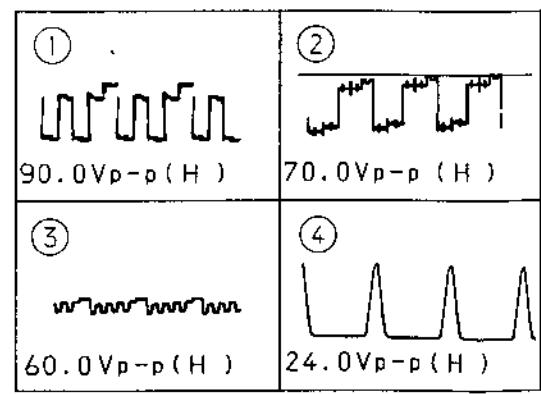 1
90.0Vp-p(H )
2
70.0Vp-p (H )
3
60.0Vp-p(H )
4
24.0Vp-p(H )